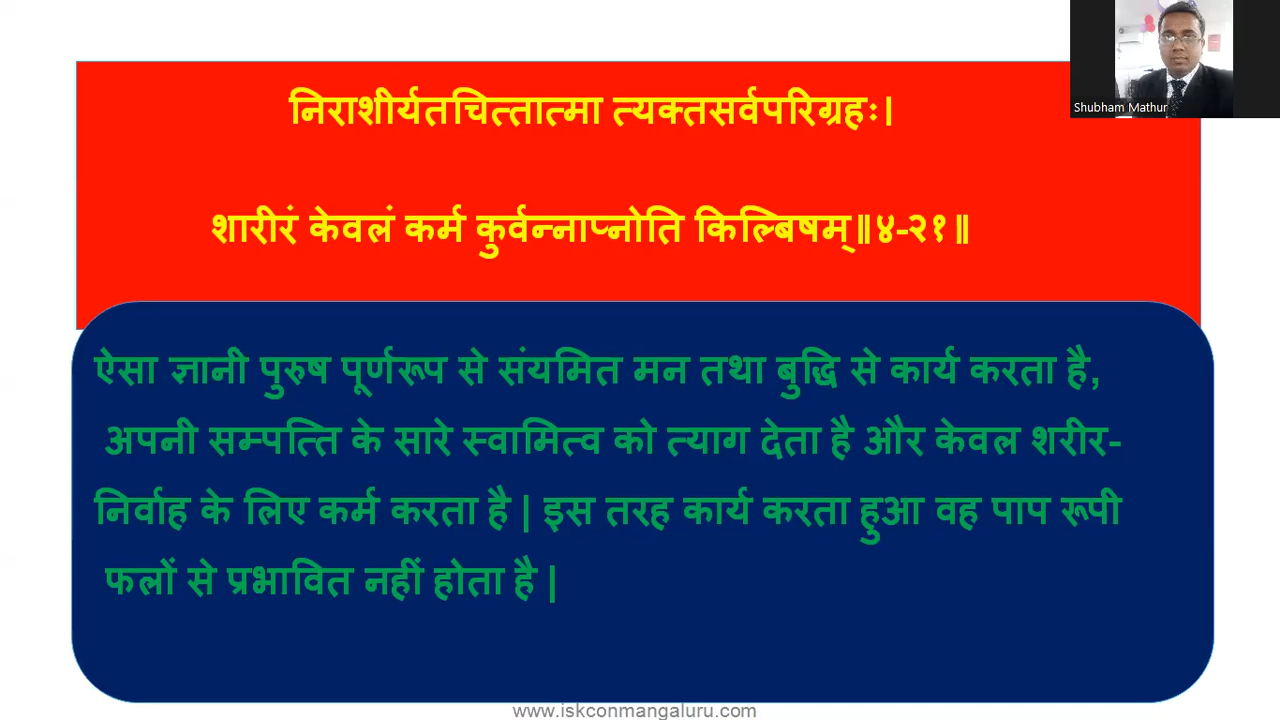 Shubham Mathur
निराशीर्यतचित्तात्मा त्यक्तसर्वपरिग्रहः|
शारीरं केवलं कर्म कुर्वन्नाप्नोति किल्बिषम्॥४-२१॥
ऐसा ज्ञानी पुरुष पूर्णरूप से संयमित मन तथा बुद्धि से कार्य करता है,
अपनी सम्पत्ति के सारे स्वामित्व को त्याग देता है और केवल शरीर-
निर्वाह के लिए कर्म करता है | इस तरह कार्य करता हुआ वह पाप रूपी
फलों से प्रभावित नहीं होता है |
www.iskconmangaluru.com